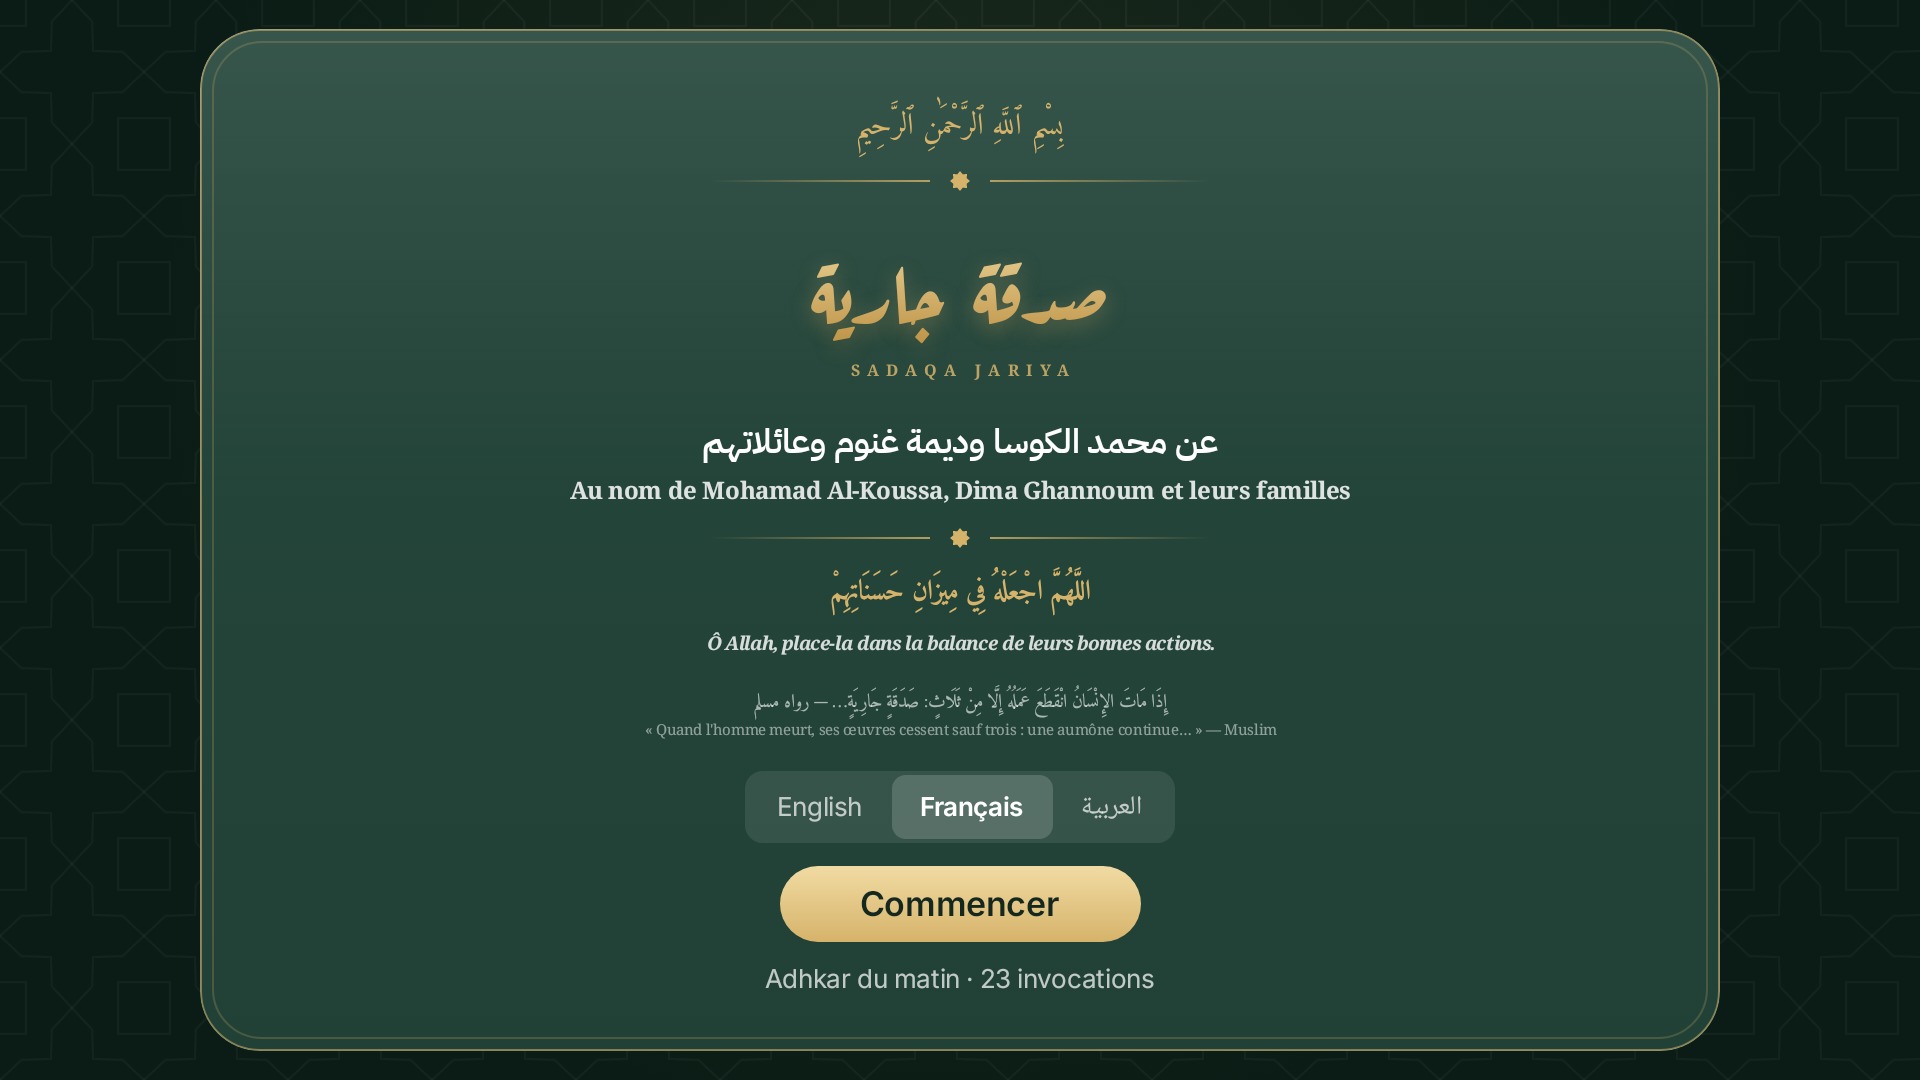 بِسْمِ ٱللَّهِ ٱلرَّحْمَٰنِ ٱلرَّحِيمِ
صدقة جارية
SADAQA JARIYA
عن محمد الكوسا وديمة غنوم وعائلاتهم
Au nom de Mohamad Al-Koussa, Dima Ghannoum et leurs familles
اللَّهُمَّ اجْعَلْهُ فِي مِيزَانِ حَسَنَاتِهِمْ
Ô Allah, place-la dans la balance de leurs bonnes actions.
إِذَا مَاتَ الإِنْسَانُ انْقَطَعَ عَمَلُهُ إِلَّا مِنْ ثَلَاثٍ: صَدَقَةٍ جَارِيَةٍ... — رواه مسلم
« Quand l'homme meurt, ses œuvres cessent sauf trois : une aumône continue... » — Muslim
English Français العربية
Commencer
Adhkar du matin · 23 invocations